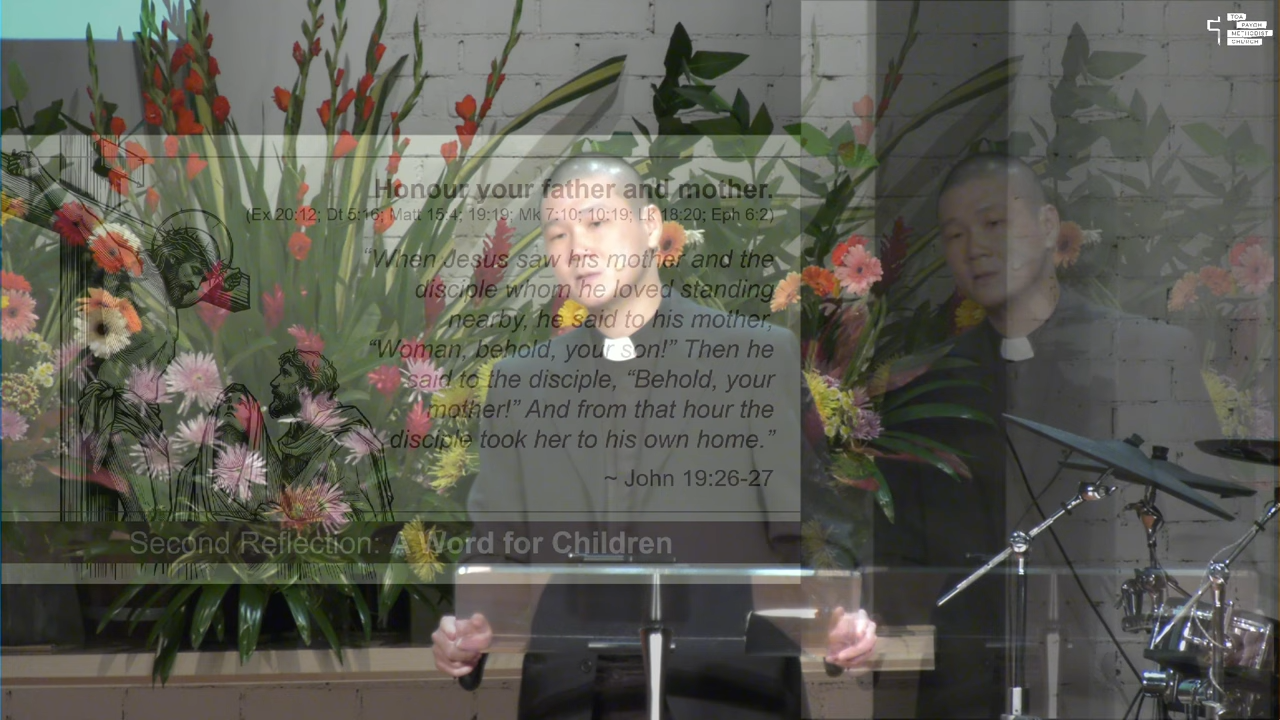 TOA
PAYOH
METHODIST
CHURCH
Honour your father and mother.
(Ex 20:12; Dt 5:16; Matt 15:4; 19:19; Mk 7:10; 10:19; 18:20; Eph 6:2)
“When Jesus saw his mother and the
disciple whom he loved standing
nearby, he said to his mother,
“Woman, behold, your son!” Then he
said to the disciple, “Behold, your
mother!” And from that hour the
disciple took her to his own home.”
~ John 19:26-27
Second Reflection: A Word for Children